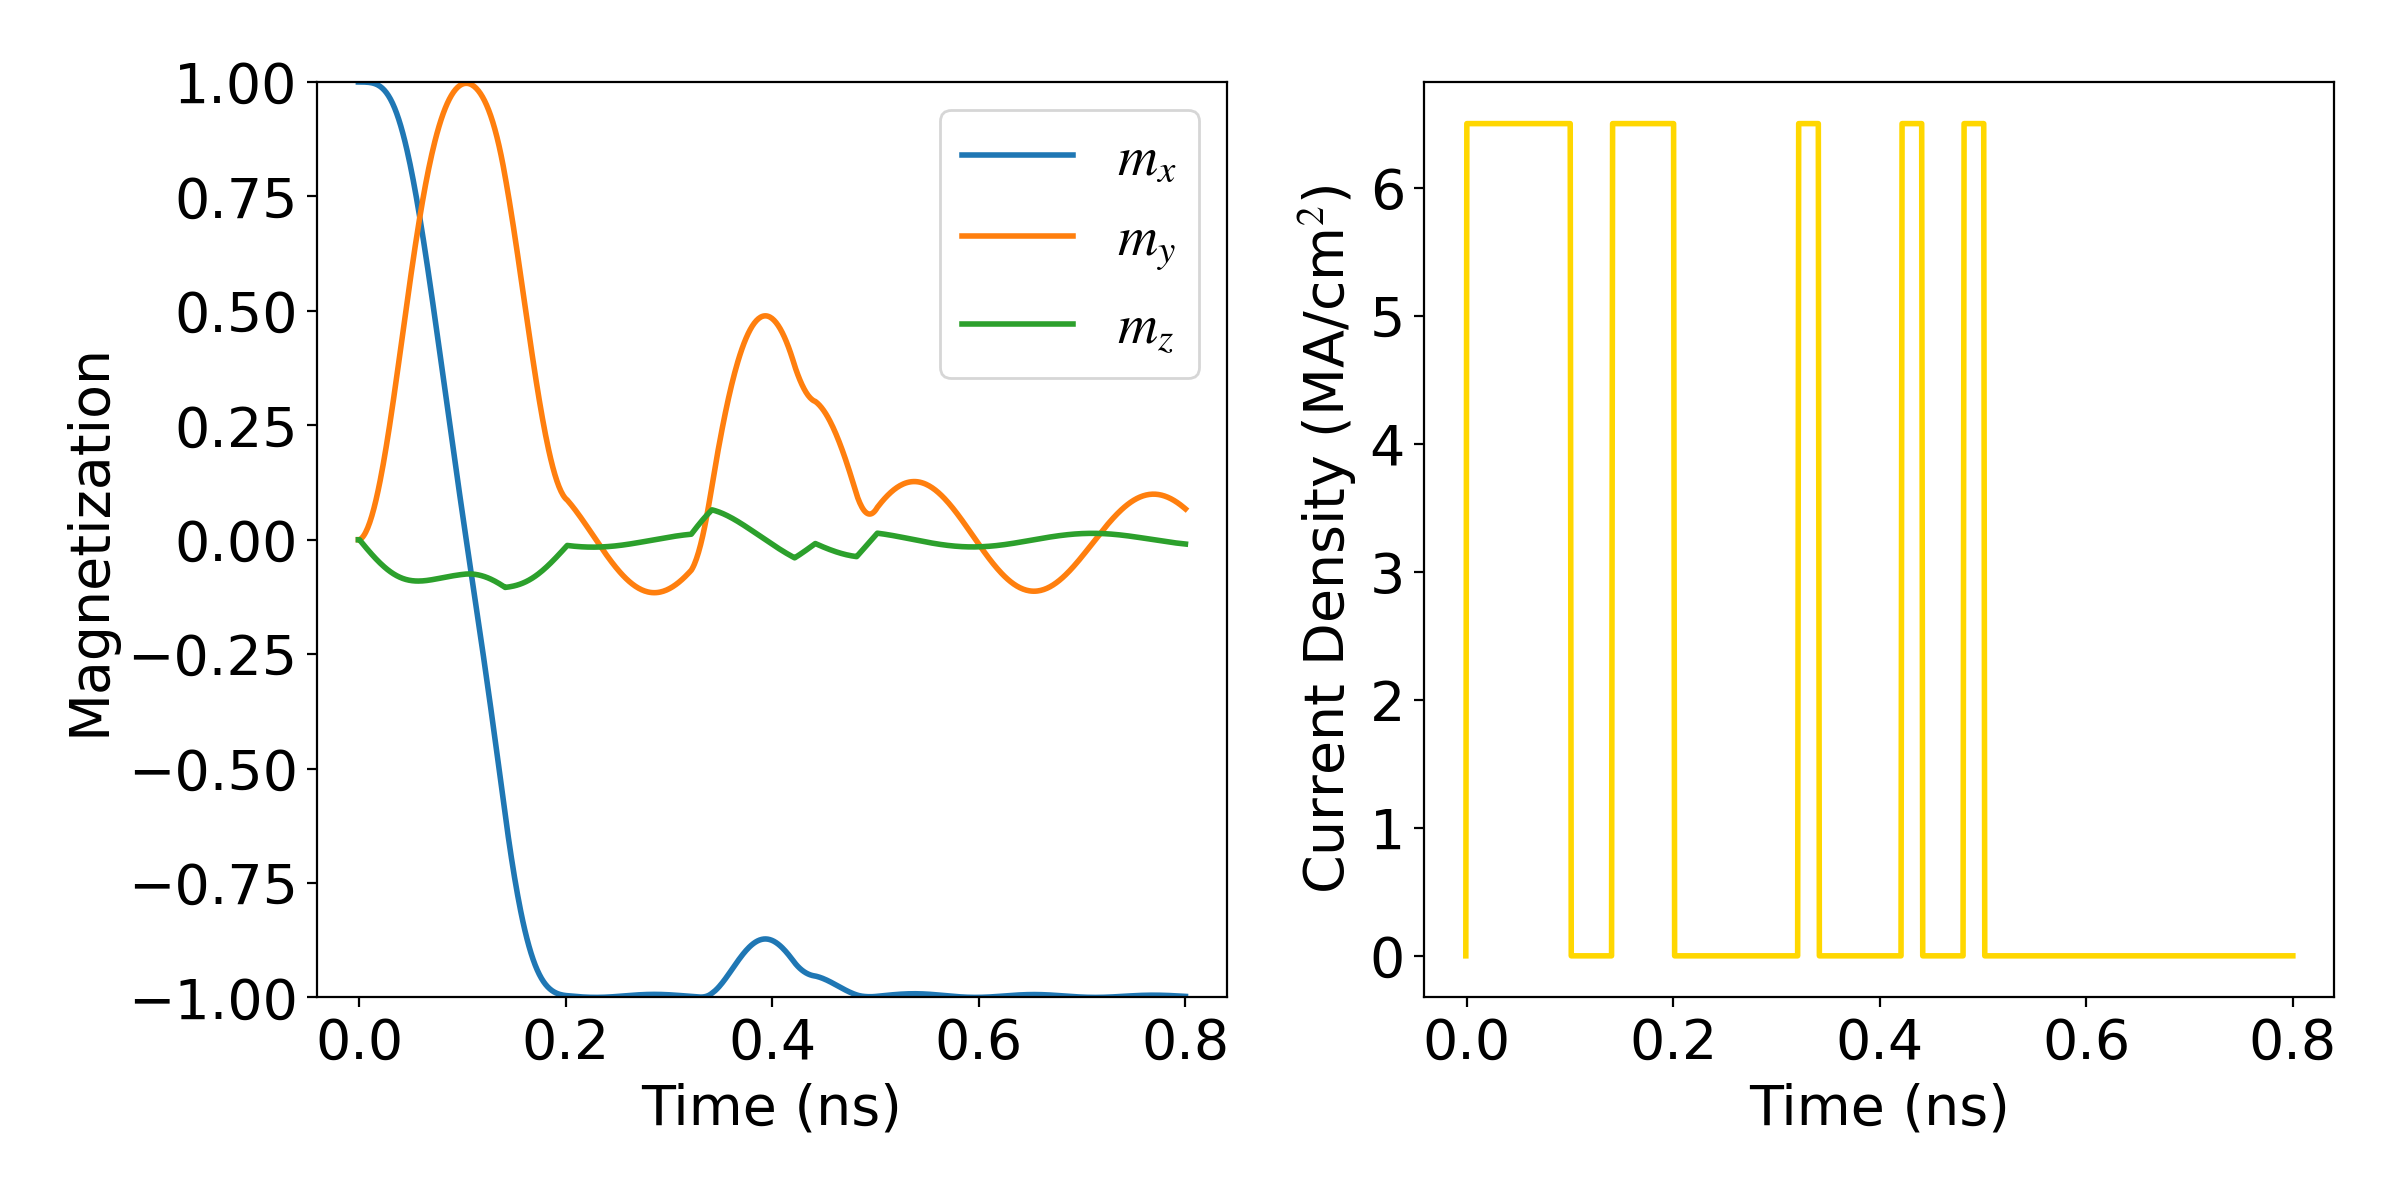 Magnetization
1.00
0.75
0.50
0.25
0.00
−0.25
−0.50
−0.75
−1.00
0.0 0.2 0.4 0.6 0.8
Time (ns)
mₓ
m_y
m_z
Current Density (MA/cm²)
6
5
4
3
2
1
0
0.0 0.2 0.4 0.6 0.8
Time (ns)